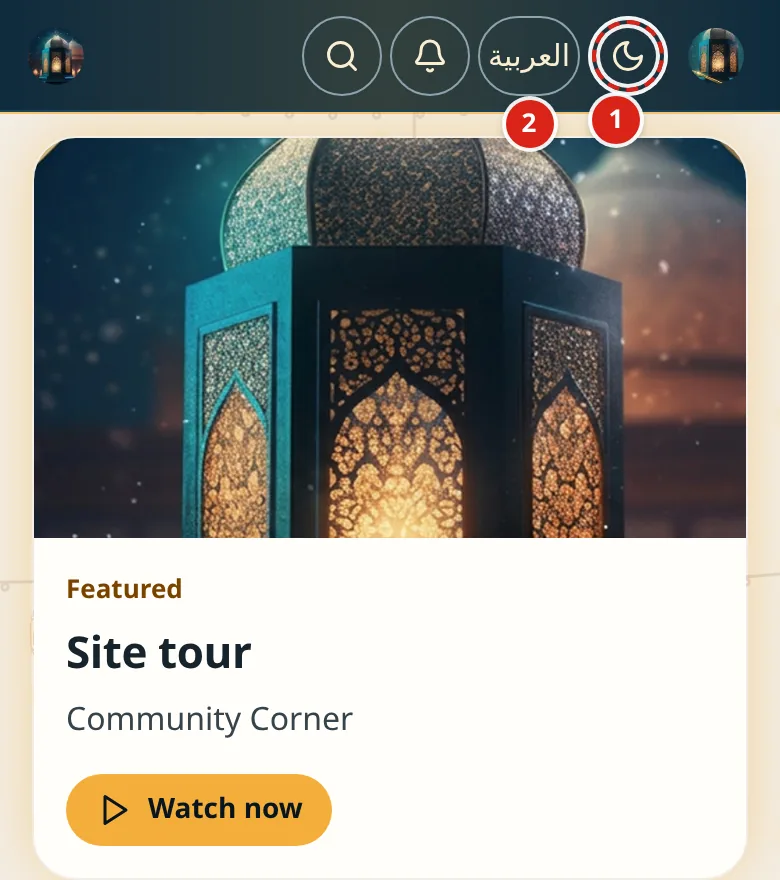 العربية
2
1
Featured
Site tour
Community Corner
Watch now